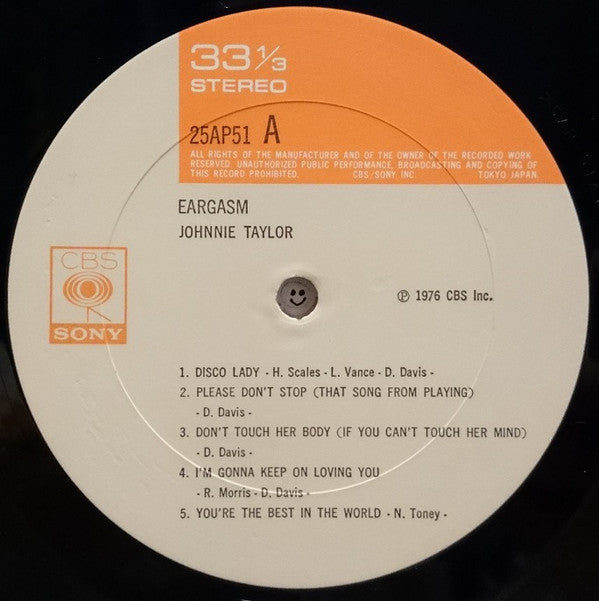 33 1/3
STEREO
25AP51 A
ALL RIGHTS OF THE MANUFACTURER AND OF THE OWNER OF THE RECORDED WORK
RESERVED. UNAUTHORIZED PUBLIC PERFORMANCE, BROADCASTING AND COPYING OF
THIS RECORD PROHIBITED. CBS/SONY INC TOKYO JAPAN.
EARGASM
JOHNNIE TAYLOR
CBS
SONY
℗ 1976 CBS Inc.
1. DISCO LADY - H. Scales - L. Vance - D. Davis -
2. PLEASE DON'T STOP (THAT SONG FROM PLAYING)
- D. Davis -
3. DON'T TOUCH HER BODY (IF YOU CAN'T TOUCH HER MIND)
- D. Davis -
4. I'M GONNA KEEP ON LOVING YOU
- R. Morris - D. Davis -
5. YOU'RE THE BEST IN THE WORLD - N. Toney -